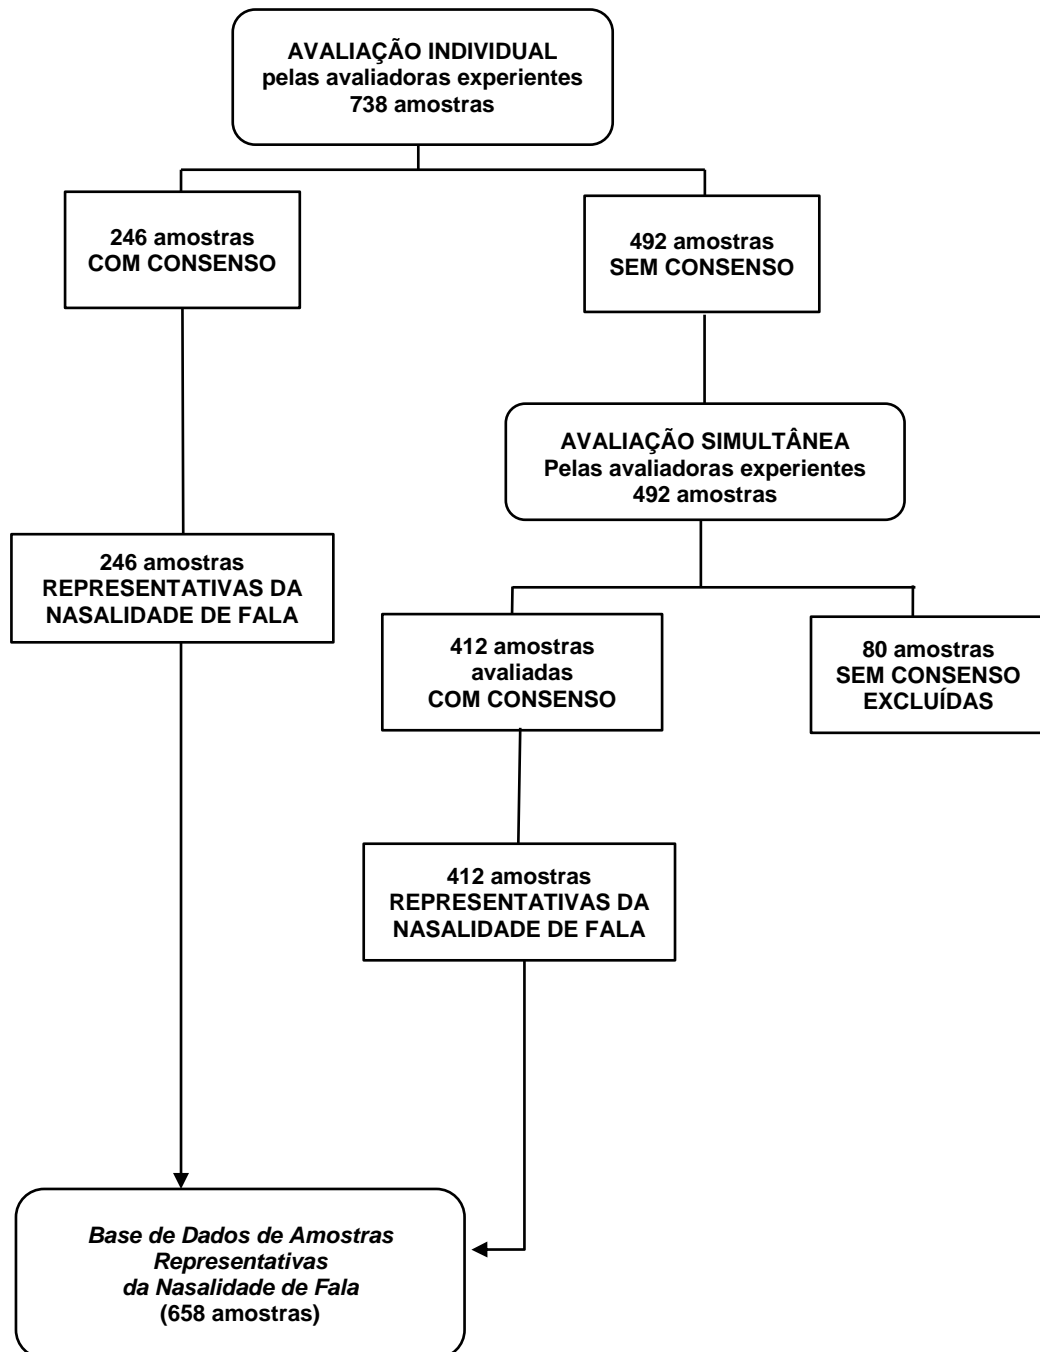 AVALIAÇÃO INDIVIDUAL
pelas avaliadoras experientes
738 amostras
246 amostras
COM CONSENSO
492 amostras
SEM CONSENSO
AVALIAÇÃO SIMULTÂNEA
Pelas avaliadoras experientes
492 amostras
246 amostras
REPRESENTATIVAS DA
NASALIDADE DE FALA
412 amostras
avaliadas
COM CONSENSO
80 amostras
SEM CONSENSO
EXCLUÍDAS
412 amostras
REPRESENTATIVAS DA
NASALIDADE DE FALA
Base de Dados de Amostras
Representativas
da Nasalidade de Fala
(658 amostras)